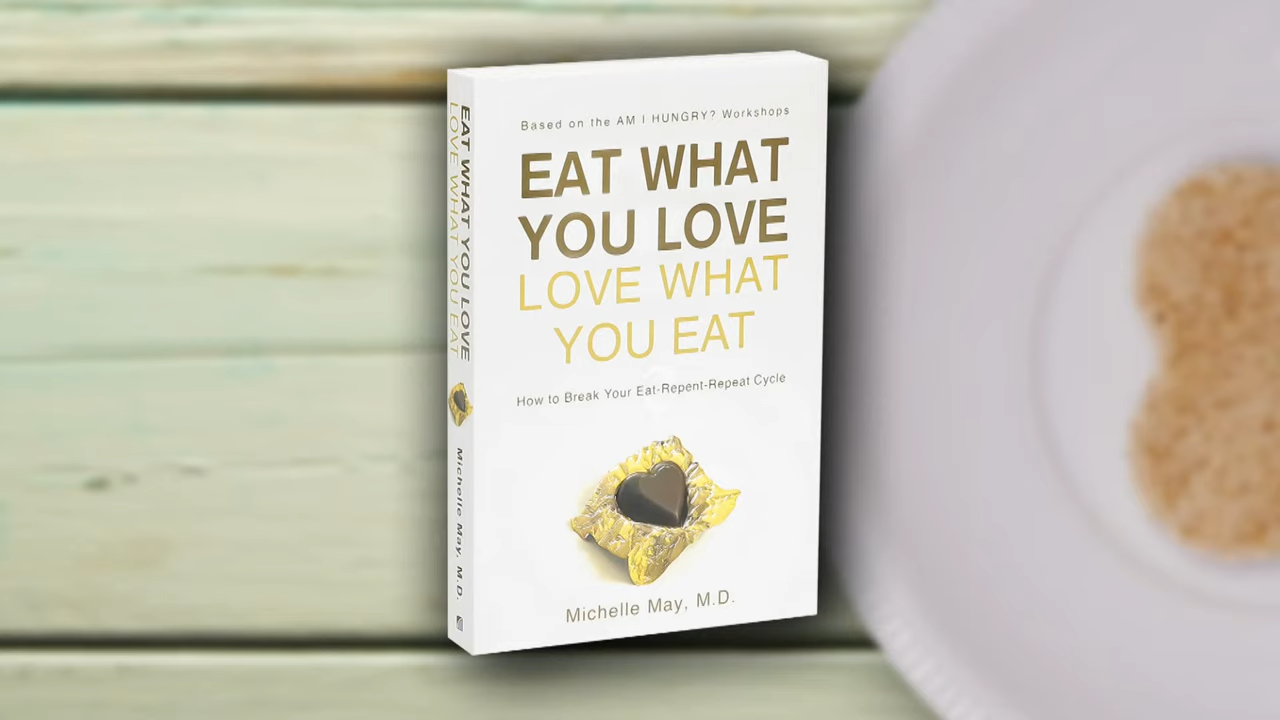 Based on the AM I HUNGRY? Workshops
EAT WHAT
YOU LOVE
LOVE WHAT
YOU EAT
How to Break Your Eat-Repent-Repeat Cycle
Michelle May, M.D.
EAT WHAT YOU LOVE
LOVE WHAT YOU EAT
Michelle May, M.D.